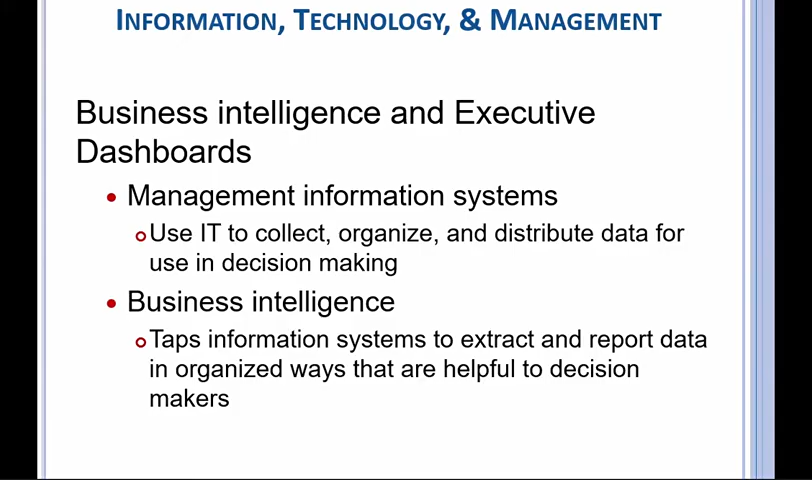 INFORMATION, TECHNOLOGY, & MANAGEMENT
Business intelligence and Executive
Dashboards
Management information systems
Use IT to collect, organize, and distribute data for
use in decision making
Business intelligence
Taps information systems to extract and report data
in organized ways that are helpful to decision
makers